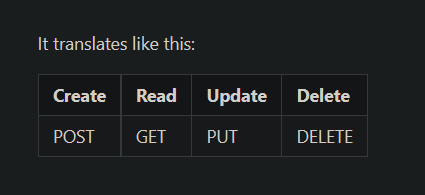 It translates like this:
Create Read Update Delete
POST GET PUT DELETE